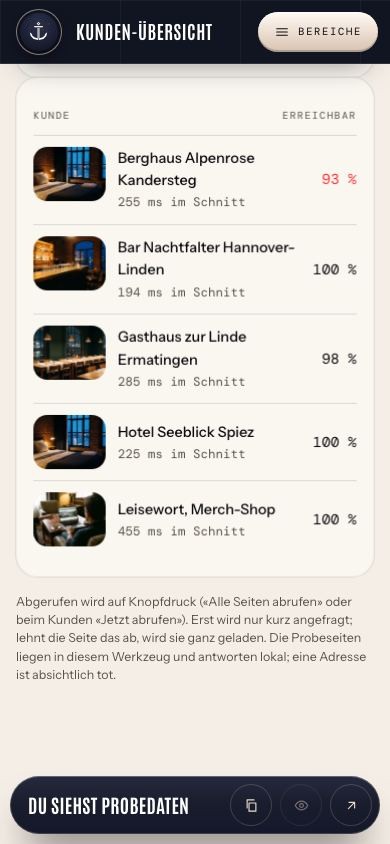 KUNDEN-ÜBERSICHT
BEREICHE
KUNDE
ERREICHBAR
Berghaus Alpenrose
Kandersteg
93 %
255 ms im Schnitt
Bar Nachtfalter Hannover-
Linden
100 %
194 ms im Schnitt
Gasthaus zur Linde
Ermatingen
98 %
285 ms im Schnitt
Hotel Seeblick Spiez
100 %
225 ms im Schnitt
Leisewort, Merch-Shop
100 %
455 ms im Schnitt
Abgerufen wird auf Knopfdruck («Alle Seiten abrufen» oder
beim Kunden «Jetzt abrufen»). Erst wird nur kurz angefragt;
lehnt die Seite das ab, wird sie ganz geladen. Die Probeseiten
liegen in diesem Werkzeug und antworten lokal; eine Adresse
ist absichtlich tot.
DU SIEHST PROBEDATEN